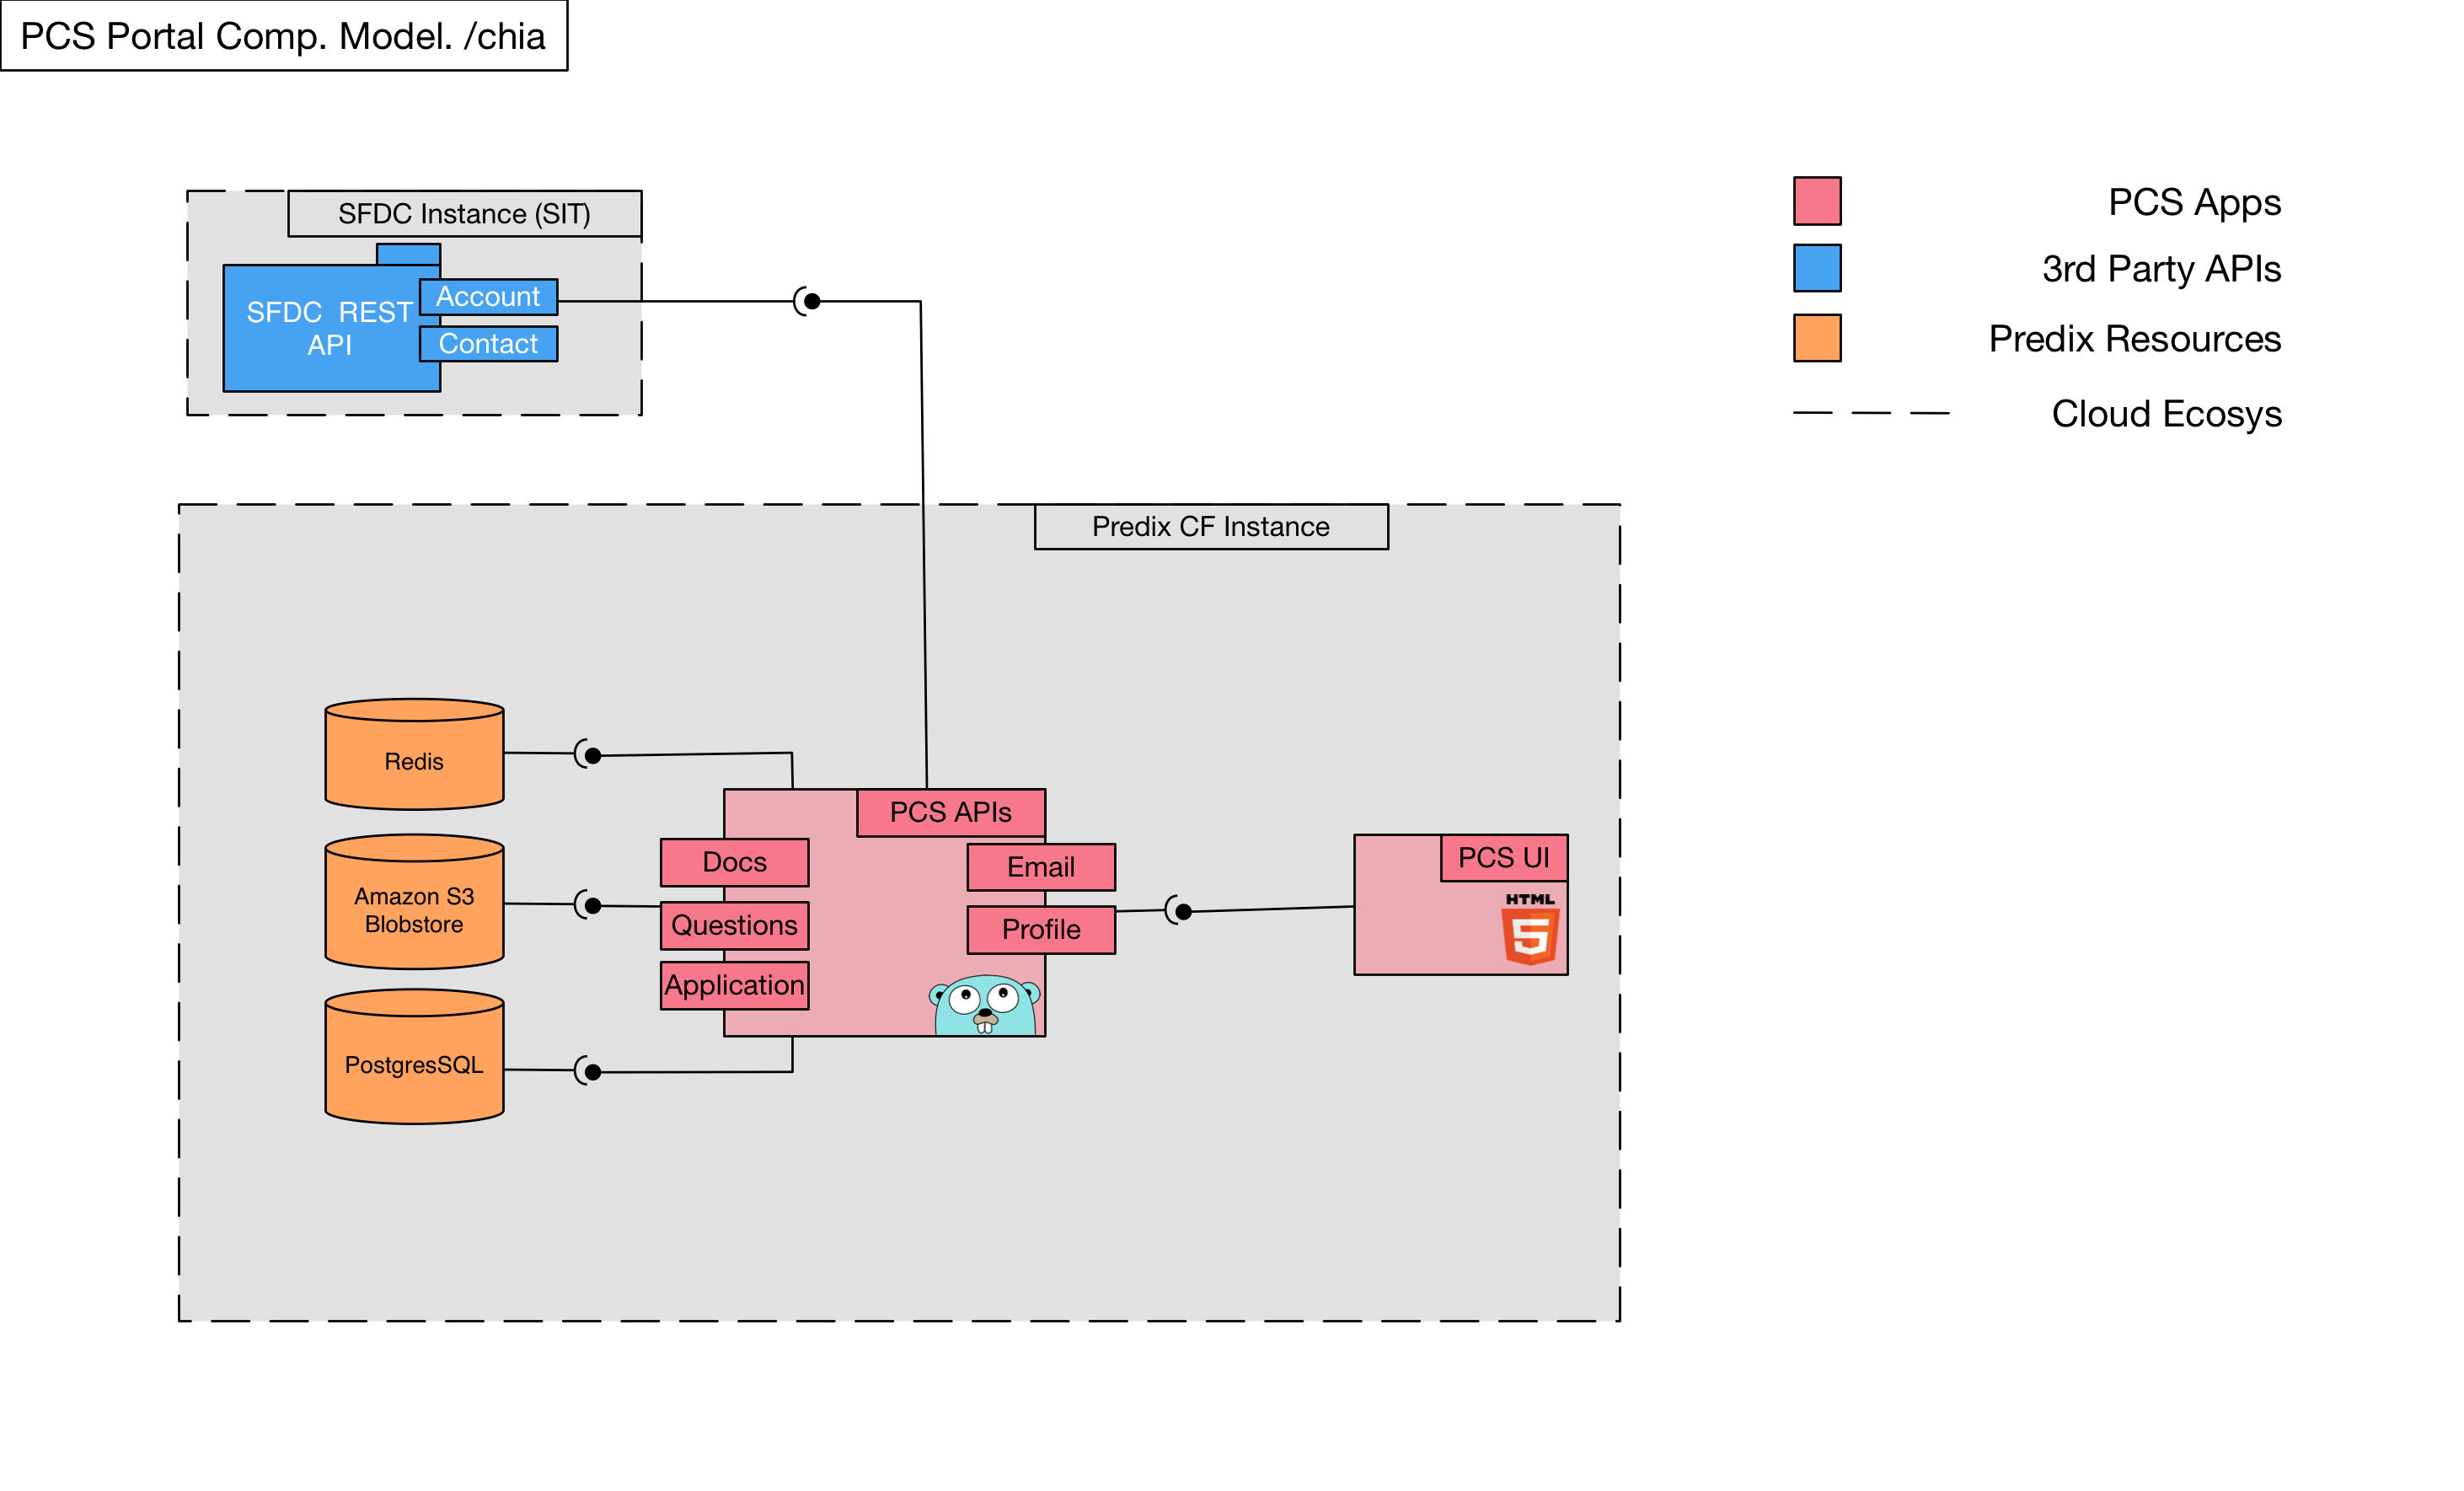 PCS Portal Comp. Model. /chia
SFDC Instance (SIT)
SFDC REST
API
Account
Contact
PCS Apps
3rd Party APIs
Predix Resources
Cloud Ecosys
Predix CF Instance
Redis
Amazon S3
Blobstore
PostgresSQL
PCS APIs
Docs
Questions
Application
Email
Profile
PCS UI
HTML
5